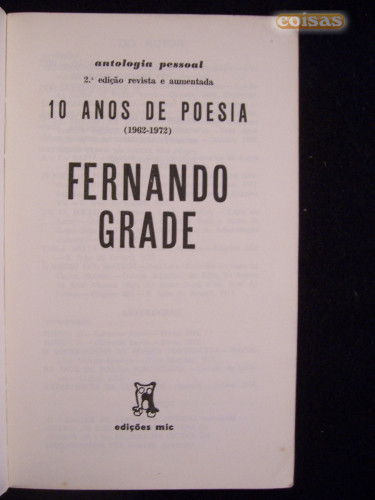 coisas
antologia pessoal
2.ª edição revista e aumentada
10 ANOS DE POESIA
(1962-1972)
FERNANDO
GRADE
edições mic